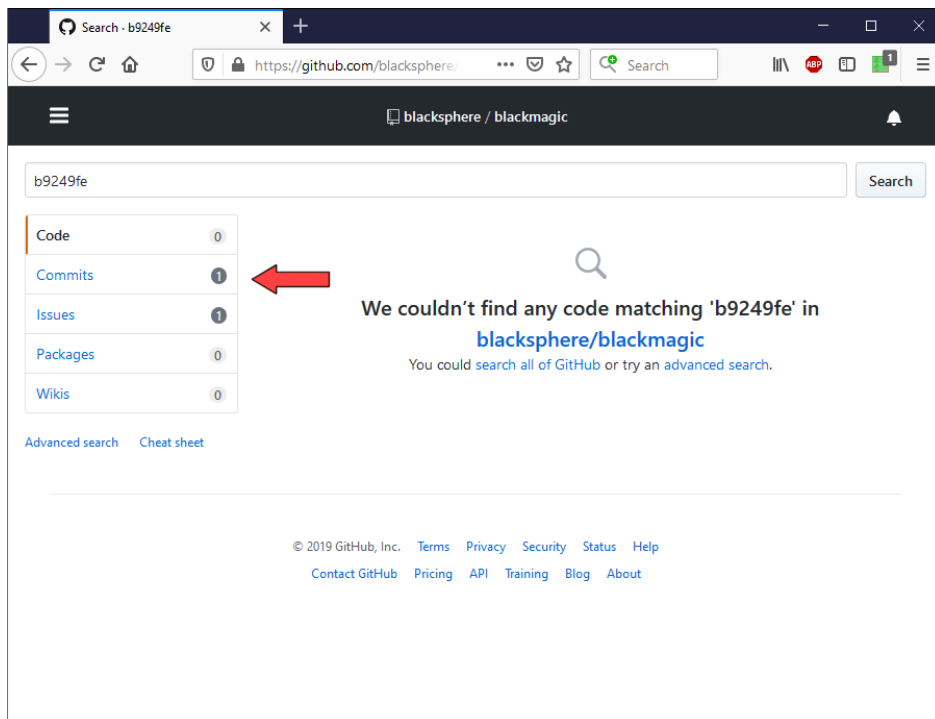 Search · b9249fe
https://github.com/blacksphere/
Search
ABP
1
blacksphere / blackmagic
b9249fe
Search
Code 0
Commits 1
Issues 1
Packages 0
Wikis 0
Advanced search Cheat sheet
We couldn’t find any code matching 'b9249fe' in
blacksphere/blackmagic
You could search all of GitHub or try an advanced search.
© 2019 GitHub, Inc. Terms Privacy Security Status Help
Contact GitHub Pricing API Training Blog About